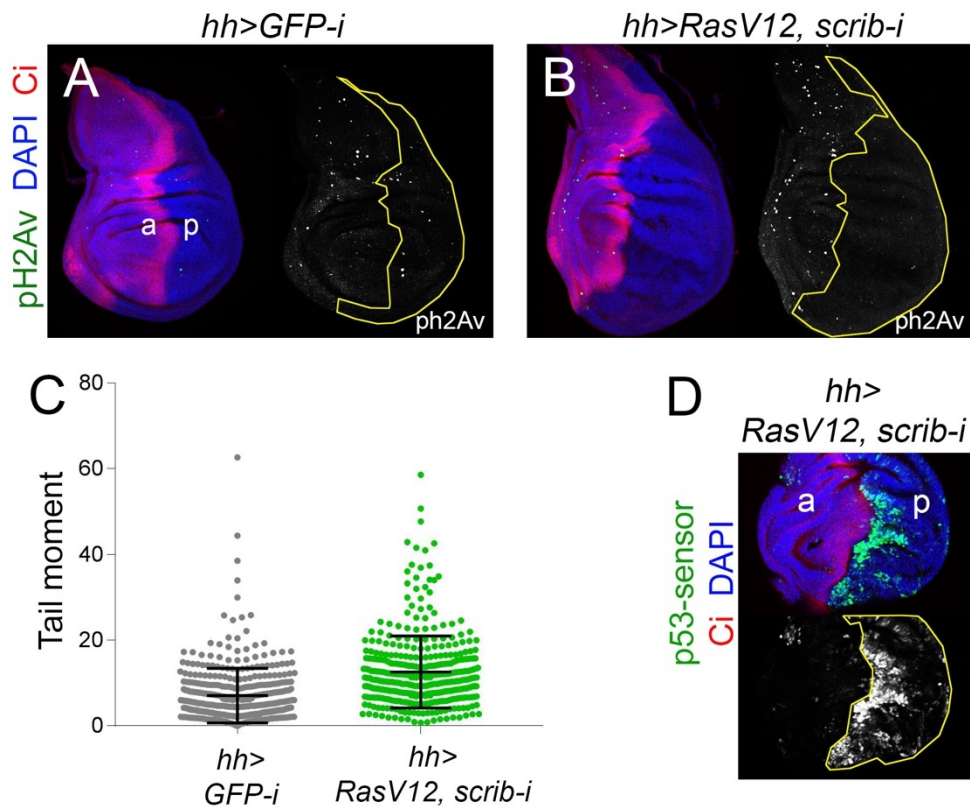 hh>GFP-i
hh>RasV12, scrib-i
pH2Av DAPI Ci
A
a p
ph2Av
B
ph2Av
C
Tail moment
80
60
40
20
0
hh>
GFP-i
hh>
RasV12, scrib-i
D
hh>
RasV12, scrib-i
p53-sensor
Ci DAPI
a p